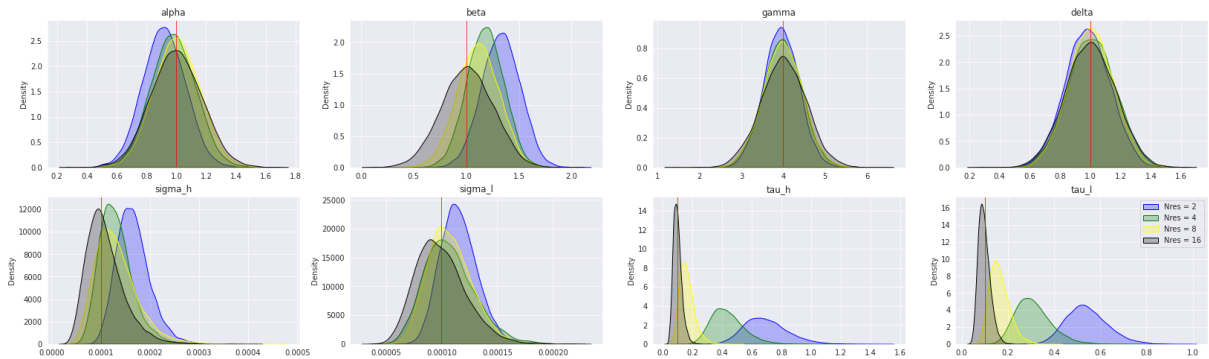 alpha
beta
gamma
delta
Density
2.5
2.0
1.5
1.0
0.5
0.0
0.2 0.4 0.6 0.8 1.0 1.2 1.4 1.6 1.8
Density
2.0
1.5
1.0
0.5
0.0
0.0 0.5 1.0 1.5 2.0
Density
0.8
0.6
0.4
0.2
0.0
1 2 3 4 5 6
Density
2.5
2.0
1.5
1.0
0.5
0.0
0.2 0.4 0.6 0.8 1.0 1.2 1.4 1.6
sigma_h
sigma_l
tau_h
tau_l
Density
12000
10000
8000
6000
4000
2000
0
0.0000 0.0001 0.0002 0.0003 0.0004 0.0005
Density
25000
20000
15000
10000
5000
0
0.00005 0.00010 0.00015 0.00020
Density
14
12
10
8
6
4
2
0
0.0 0.2 0.4 0.6 0.8 1.0 1.2 1.4 1.6
Density
16
14
12
10
8
6
4
2
0
0.0 0.2 0.4 0.6 0.8 1.0
Nres = 2
Nres = 4
Nres = 8
Nres = 16